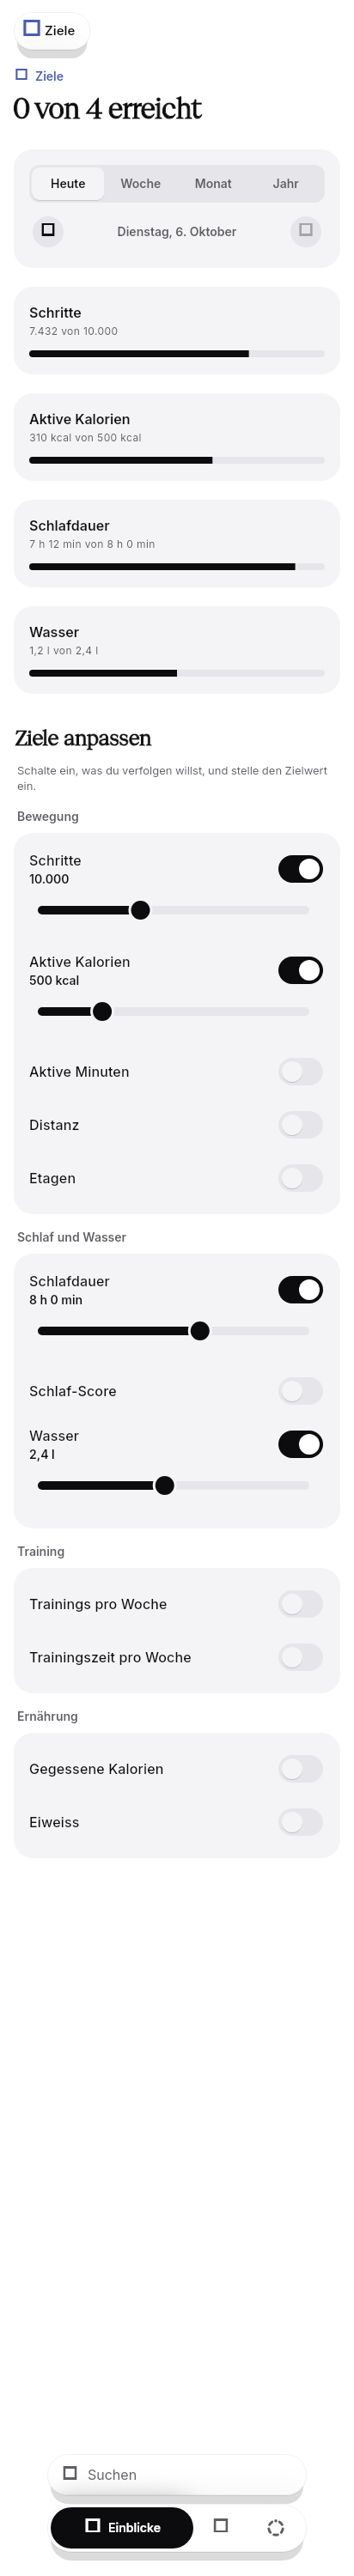 Ziele
Ziele
0 von 4 erreicht
Heute Woche Monat Jahr
Dienstag, 6. Oktober
Schritte
7.432 von 10.000
Aktive Kalorien
310 kcal von 500 kcal
Schlafdauer
7 h 12 min von 8 h 0 min
Wasser
1,2 l von 2,4 l
Ziele anpassen
Schalte ein, was du verfolgen willst, und stelle den Zielwert
ein.
Bewegung
Schritte
10.000
Aktive Kalorien
500 kcal
Aktive Minuten
Distanz
Etagen
Schlaf und Wasser
Schlafdauer
8 h 0 min
Schlaf-Score
Wasser
2,4 l
Training
Trainings pro Woche
Trainingszeit pro Woche
Ernährung
Gegessene Kalorien
Eiweiss
Suchen
Einblicke